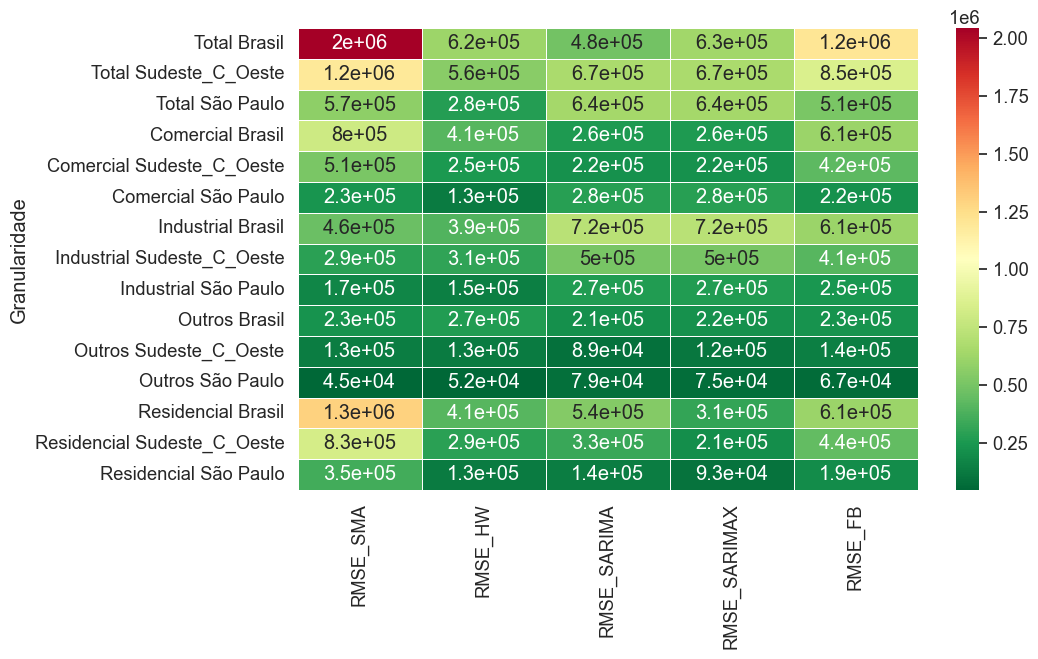 1e6
Total Brasil 2e+06 6.2e+05 4.8e+05 6.3e+05 1.2e+06
Total Sudeste_C_Oeste 1.2e+06 5.6e+05 6.7e+05 6.7e+05 8.5e+05
Total São Paulo 5.7e+05 2.8e+05 6.4e+05 6.4e+05 5.1e+05
Comercial Brasil 8e+05 4.1e+05 2.6e+05 2.6e+05 6.1e+05
Comercial Sudeste_C_Oeste 5.1e+05 2.5e+05 2.2e+05 2.2e+05 4.2e+05
Comercial São Paulo 2.3e+05 1.3e+05 2.8e+05 2.8e+05 2.2e+05
Industrial Brasil 4.6e+05 3.9e+05 7.2e+05 7.2e+05 6.1e+05
Industrial Sudeste_C_Oeste 2.9e+05 3.1e+05 5e+05 5e+05 4.1e+05
Industrial São Paulo 1.7e+05 1.5e+05 2.7e+05 2.7e+05 2.5e+05
Outros Brasil 2.3e+05 2.7e+05 2.1e+05 2.2e+05 2.3e+05
Outros Sudeste_C_Oeste 1.3e+05 1.3e+05 8.9e+04 1.2e+05 1.4e+05
Outros São Paulo 4.5e+04 5.2e+04 7.9e+04 7.5e+04 6.7e+04
Residencial Brasil 1.3e+06 4.1e+05 5.4e+05 3.1e+05 6.1e+05
Residencial Sudeste_C_Oeste 8.3e+05 2.9e+05 3.3e+05 2.1e+05 4.4e+05
Residencial São Paulo 3.5e+05 1.3e+05 1.4e+05 9.3e+04 1.9e+05
Granularidade
RMSE_SMA
RMSE_HW
RMSE_SARIMA
RMSE_SARIMAX
RMSE_FB
2.00
1.75
1.50
1.25
1.00
0.75
0.50
0.25